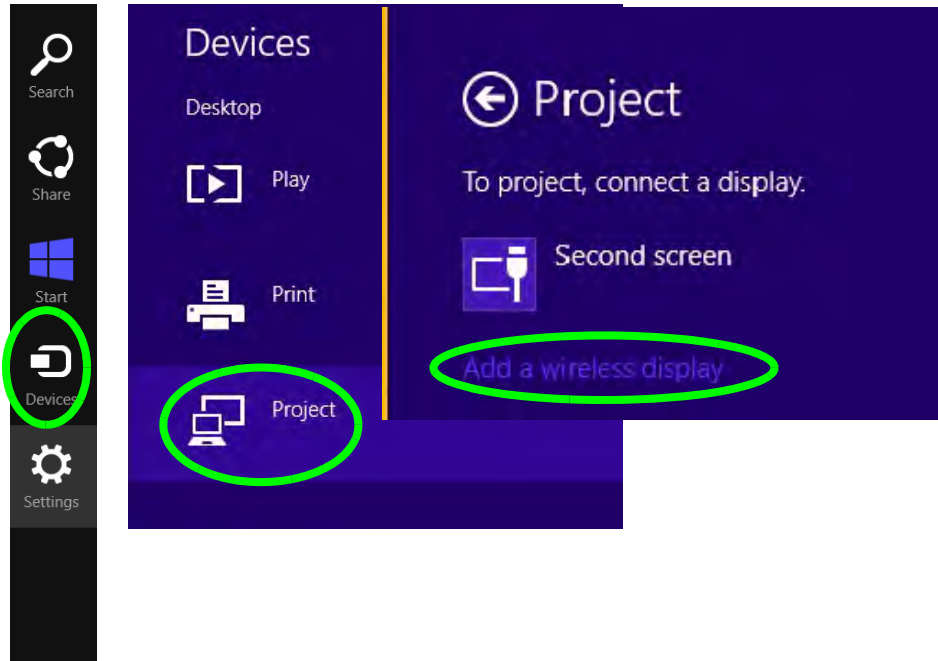 Search
Share
Start
Devices
Settings
Devices
Desktop
Play
Print
Project
Project
To project, connect a display.
Second screen
Add a wireless display